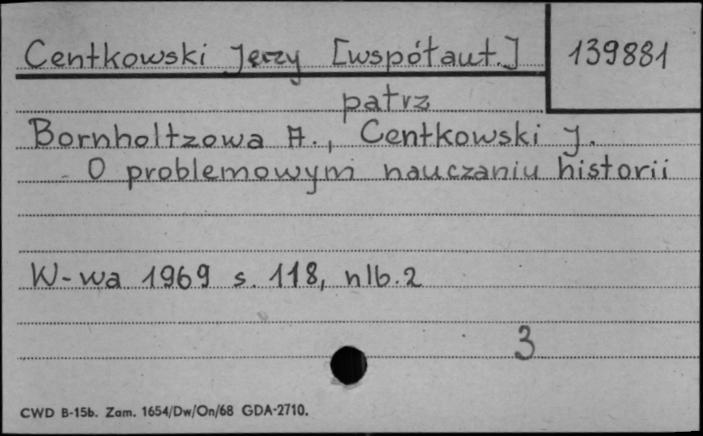 Centkowski Jerzy [współaut.] 139881
patrz
Bornholtzowa A., Centkowski J.
O problemowym nauczaniu historii
W-wa 1969 s. 118, nlb. 2
3
CWD B-15b. Zam. 1654/Dw/On/68 GDA-2710.